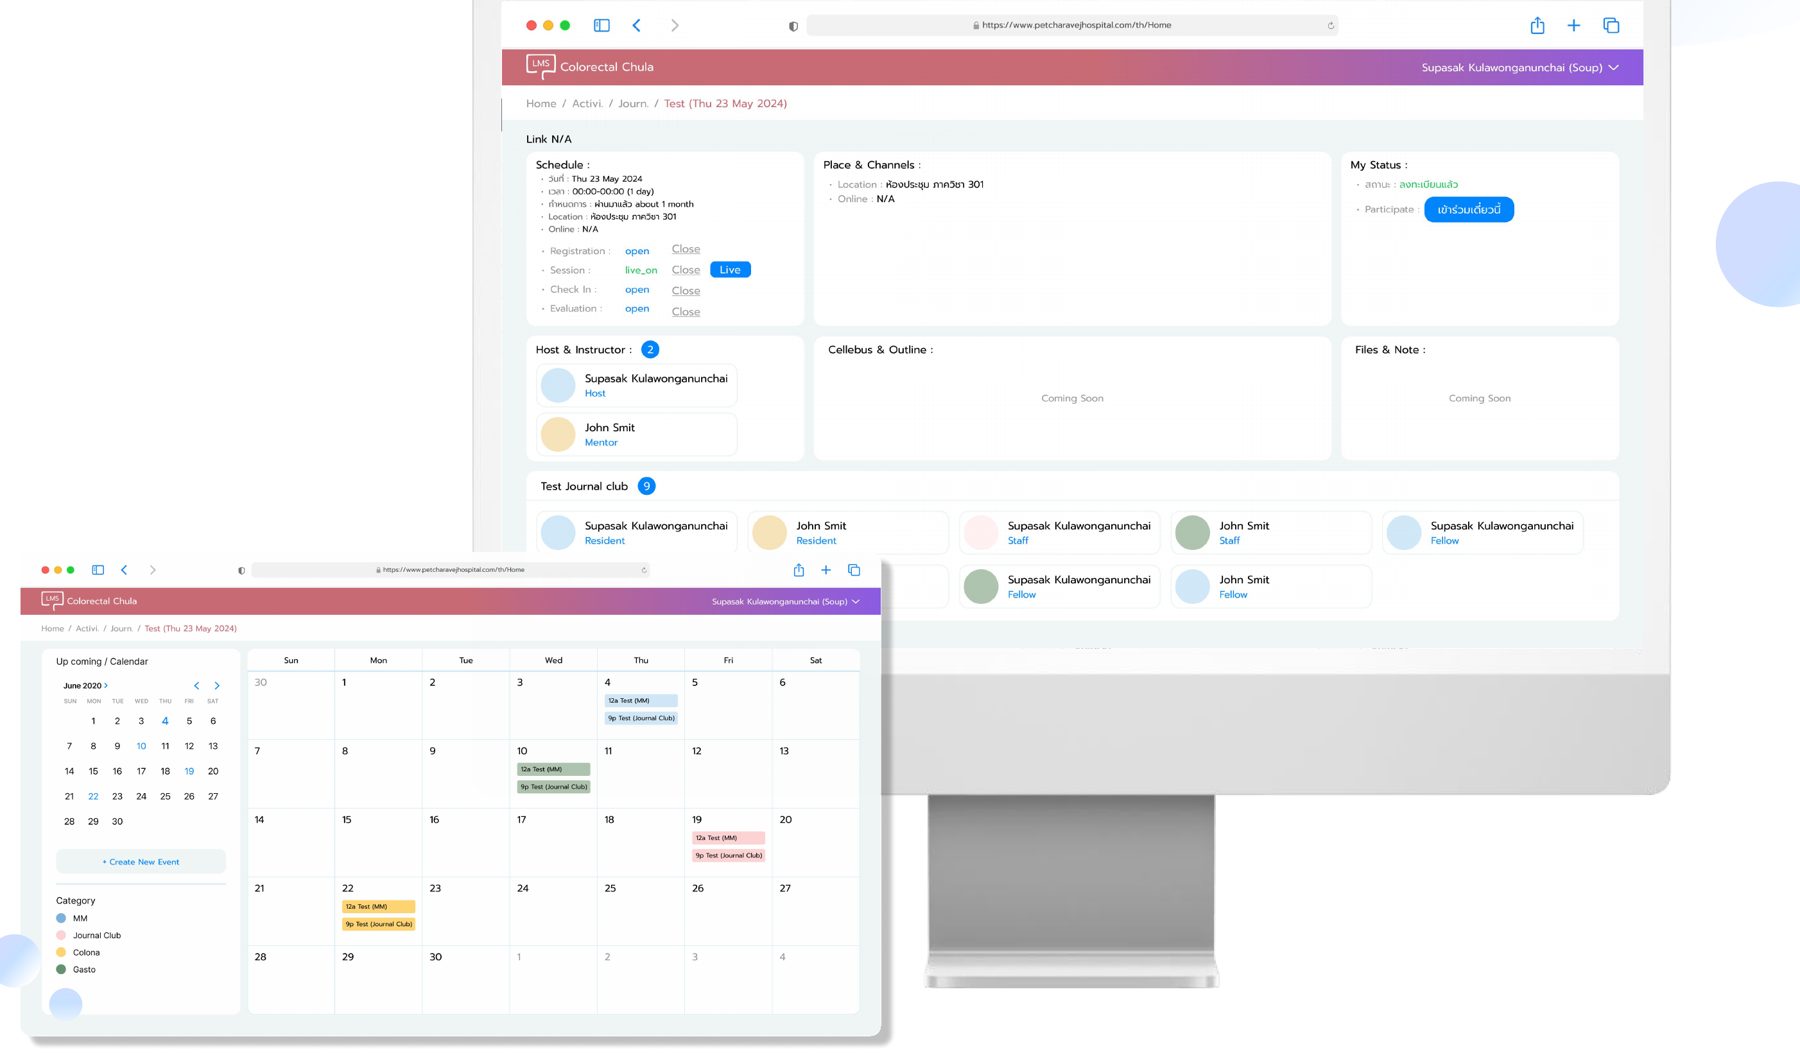 https://www.petcharavejhospital.com/th/Home
LMS
Colorectal Chula
Supasak Kulawonganunchai (Soup)
Home / Activi. / Journ. / Test (Thu 23 May 2024)
Link N/A
Schedule :
· วันที่ : Thu 23 May 2024
· เวลา : 00:00-00:00 (1 day)
· กำหนดการ : ผ่านมาแล้ว about 1 month
· Location : ห้องประชุม ภาควิชา 301
· Online : N/A
· Registration : open Close
· Session : live_on Close Live
· Check In : open Close
· Evaluation : open Close
Place & Channels :
· Location : ห้องประชุม ภาควิชา 301
· Online : N/A
My Status :
· สถานะ : ลงทะเบียนแล้ว
· Participate : เข้าร่วมเดี๋ยวนี้
Host & Instructor : 2
Supasak Kulawonganunchai
Host
John Smit
Mentor
Cellebus & Outline :
Coming Soon
Files & Note :
Coming Soon
Test Journal club 9
Supasak Kulawonganunchai
Resident
John Smit
Resident
Supasak Kulawonganunchai
Staff
John Smit
Staff
Supasak Kulawonganunchai
Fellow
Supasak Kulawonganunchai
Fellow
John Smit
Fellow
https://www.petcharavejhospital.com/th/Home
LMS
Colorectal Chula
Supasak Kulawonganunchai (Soup)
Home / Activi. / Journ. / Test (Thu 23 May 2024)
Up coming / Calendar
June 2020 >
SUN MON TUE WED THU FRI SAT
1 2 3 4 5 6
7 8 9 10 11 12 13
14 15 16 17 18 19 20
21 22 23 24 25 26 27
28 29 30
+ Create New Event
Category
MM
Journal Club
Colona
Gasto
Sun Mon Tue Wed Thu Fri Sat
30 1 2 3 4 5 6
12a Test (MM)
9p Test (Journal Club)
7 8 9 10 11 12 13
12a Test (MM)
9p Test (Journal Club)
14 15 16 17 18 19 20
12a Test (MM)
9p Test (Journal Club)
21 22 23 24 25 26 27
12a Test (MM)
9p Test (Journal Club)
28 29 30 1 2 3 4